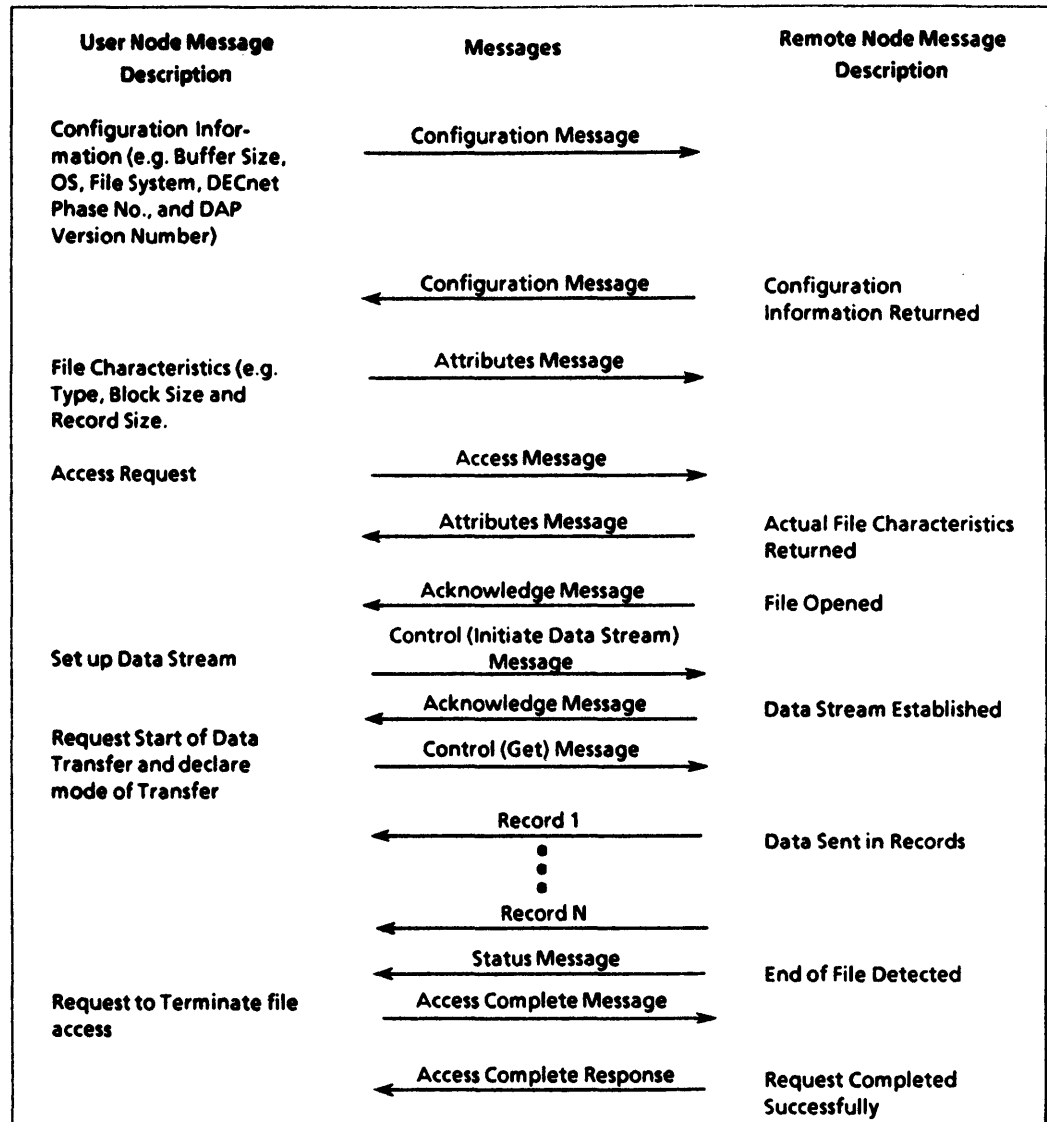 User Node Message
Description
Messages
Remote Node Message
Description
Configuration Infor-
mation (e.g. Buffer Size,
OS, File System, DECnet
Phase No., and DAP
Version Number)
Configuration Message
Configuration Message
Configuration
Information Returned
File Characteristics (e.g.
Type, Block Size and
Record Size.
Attributes Message
Access Request
Access Message
Attributes Message
Actual File Characteristics
Returned
Acknowledge Message
File Opened
Set up Data Stream
Control (Initiate Data Stream)
Message
Acknowledge Message
Data Stream Established
Request Start of Data
Transfer and declare
mode of Transfer
Control (Get) Message
Record 1
Data Sent in Records
Record N
Status Message
End of File Detected
Request to Terminate file
access
Access Complete Message
Access Complete Response
Request Completed
Successfully